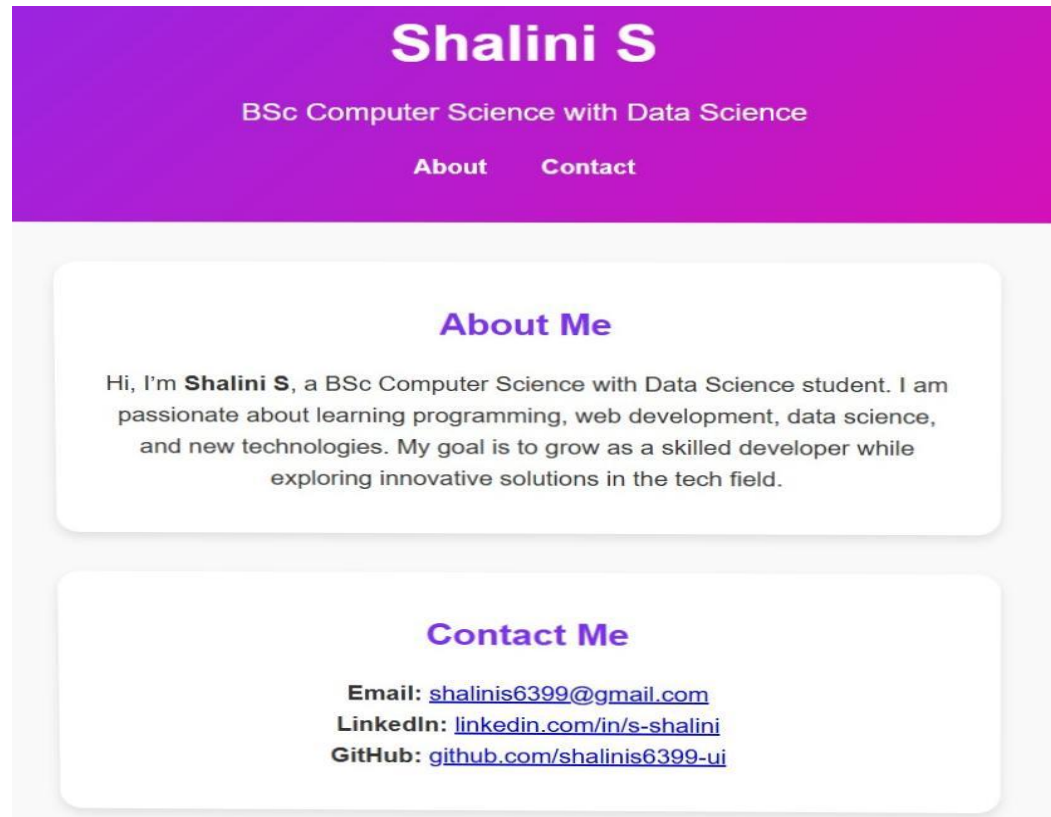 Shalini S
BSc Computer Science with Data Science
About Contact
About Me
Hi, I’m Shalini S, a BSc Computer Science with Data Science student. I am
passionate about learning programming, web development, data science,
and new technologies. My goal is to grow as a skilled developer while
exploring innovative solutions in the tech field.
Contact Me
Email: shalinis6399@gmail.com
LinkedIn: linkedin.com/in/s-shalini
GitHub: github.com/shalinis6399-ui